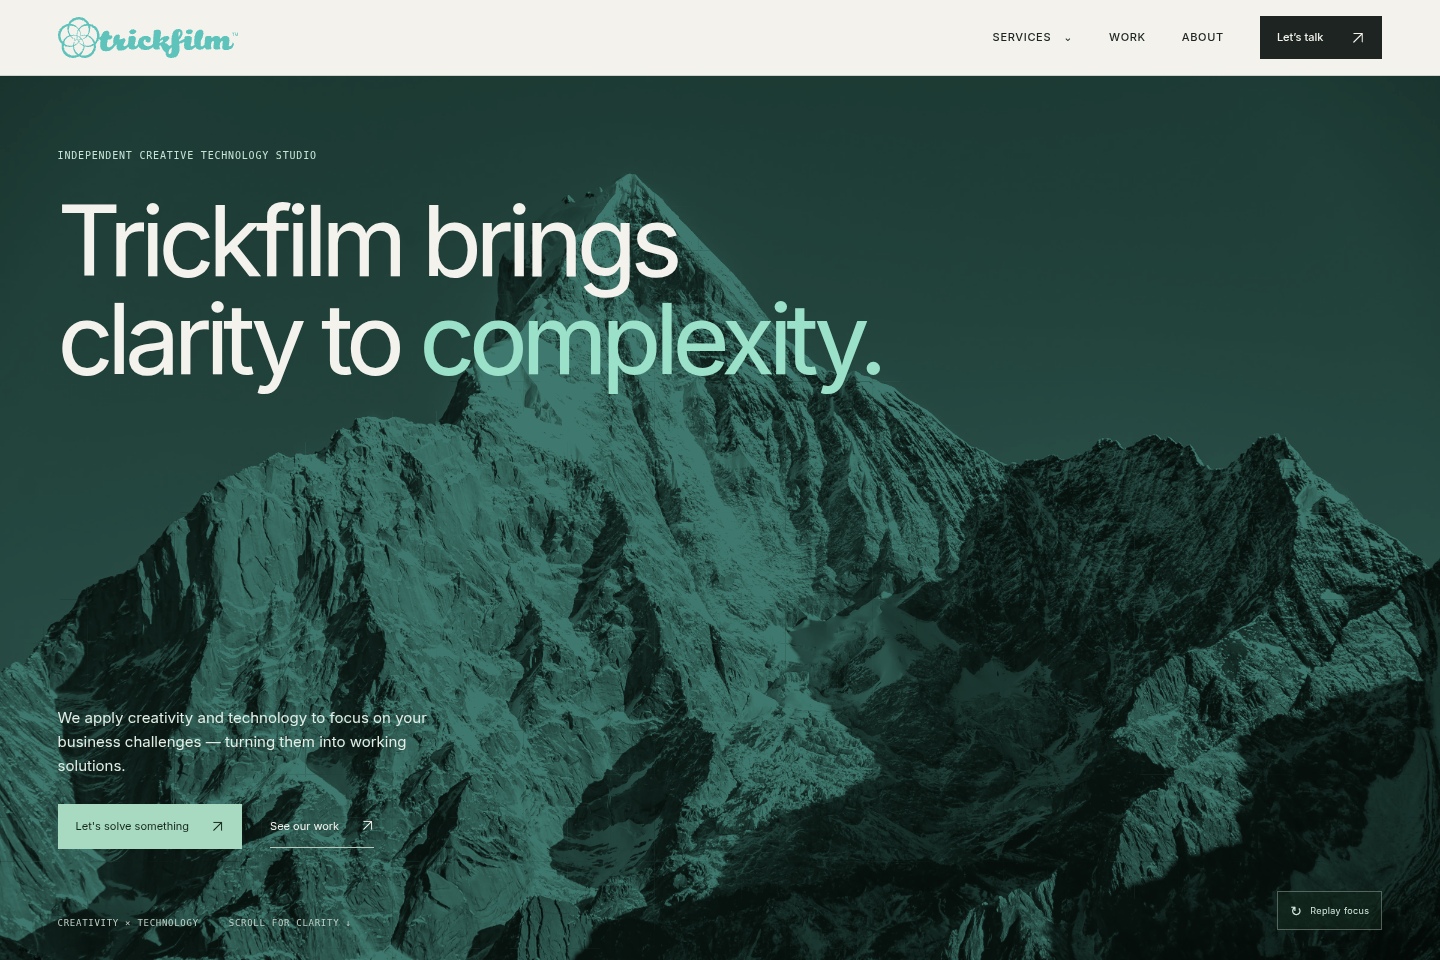 trickfilm™
SERVICES
WORK
ABOUT
Let's talk
INDEPENDENT CREATIVE TECHNOLOGY STUDIO
Trickfilm brings
clarity to complexity.
We apply creativity and technology to focus on your
business challenges — turning them into working
solutions.
Let's solve something
See our work
CREATIVITY × TECHNOLOGY
SCROLL FOR CLARITY ↓
Replay focus